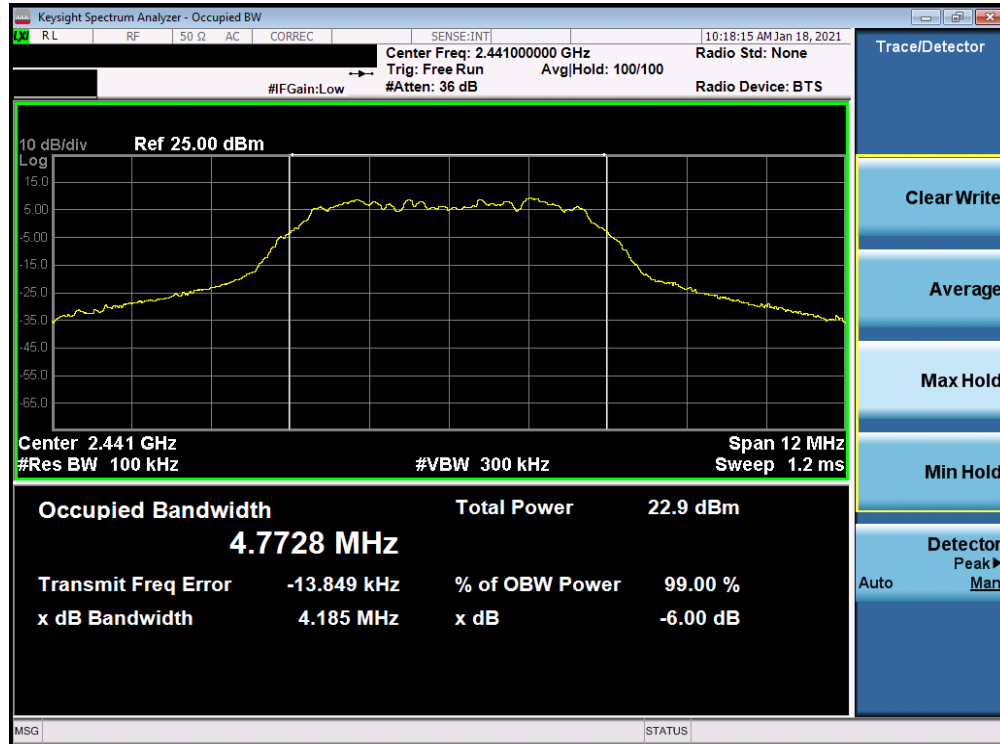 Keysight Spectrum Analyzer - Occupied BW
LXI RL RF 50 Ω AC CORREC SENSE:INT 10:18:15 AM Jan 18, 2021
Center Freq: 2.441000000 GHz Radio Std: None
Trig: Free Run Avg|Hold: 100/100
#IFGain:Low #Atten: 36 dB Radio Device: BTS
10 dB/div Ref 25.00 dBm
Log
15.0
5.00
-5.00
-15.0
-25.0
-35.0
-45.0
-55.0
-65.0
Center 2.441 GHz Span 12 MHz
#Res BW 100 kHz #VBW 300 kHz Sweep 1.2 ms
Occupied Bandwidth Total Power 22.9 dBm
4.7728 MHz
Transmit Freq Error -13.849 kHz % of OBW Power 99.00 %
x dB Bandwidth 4.185 MHz x dB -6.00 dB
MSG STATUS
Trace/Detector
Clear Write
Average
Max Hold
Min Hold
Detector
Peak▶
Auto Man